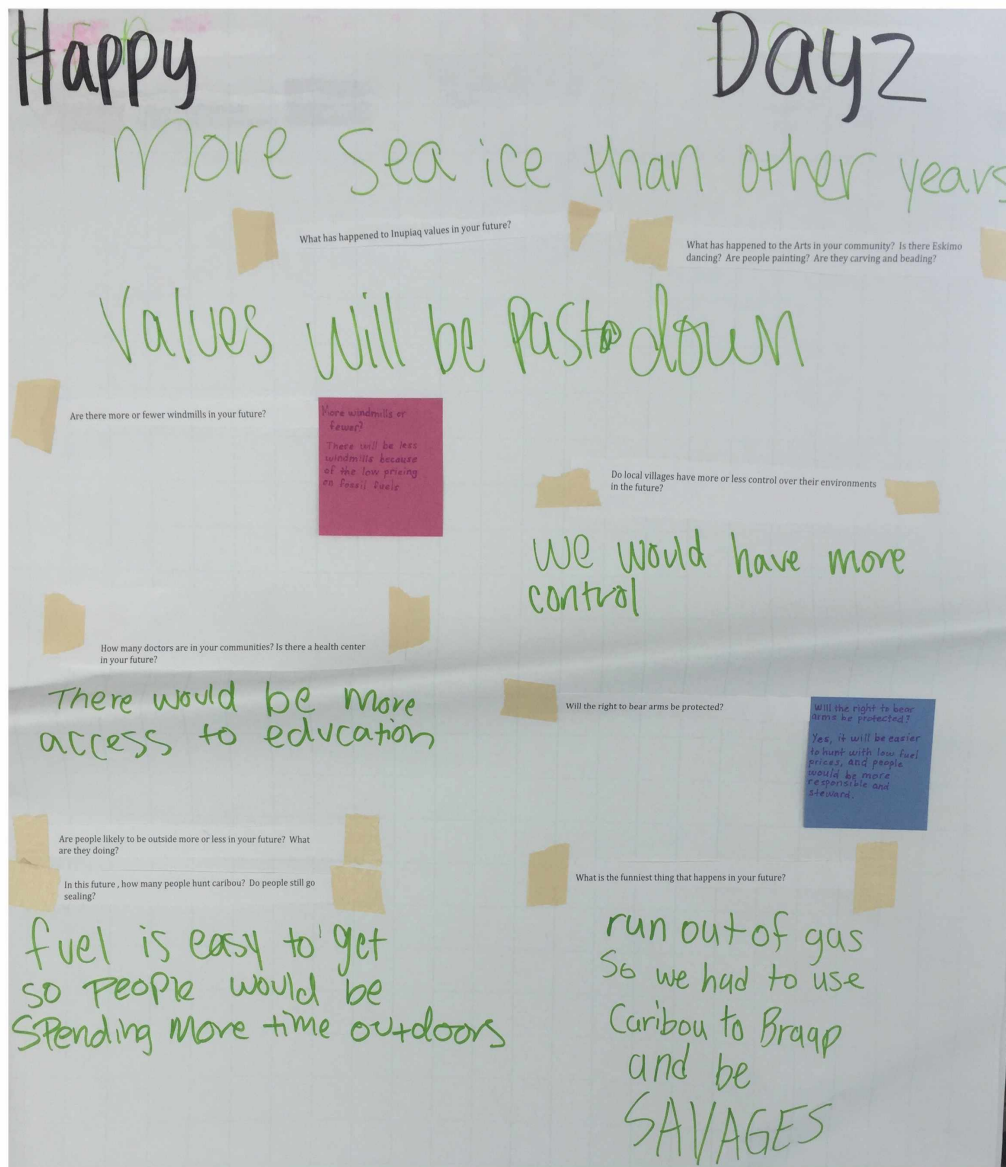 Happy Dayz
More Sea ice than other years
What has happened to Inupiaq values in your future?
What has happened to the Arts in your community? Is there Eskimo
dancing? Are people painting? Are they carving and beading?
Values will be Past down
Are there more or fewer windmills in your future?
More windmills or
fewer?
There will be less
windmills because
of the low pricing
on fossil fuels
Do local villages have more or less control over their environments
in the future?
We would have more
control
How many doctors are in your communities? Is there a health center
in your future?
There would be more
access to education
Will the right to bear arms be protected?
Will the right to bear
arms be protected?
Yes, it will be easier
to hunt with low fuel
prices, and people
would be more
responsible and
steward.
Are people likely to be outside more or less in your future? What
are they doing?
In this future, how many people hunt caribou? Do people still go
sealing?
fuel is easy to get
so people would be
spending more time outdoors
What is the funniest thing that happens in your future?
run out of gas
So we had to use
Caribou to Braap
and be
SAVAGES